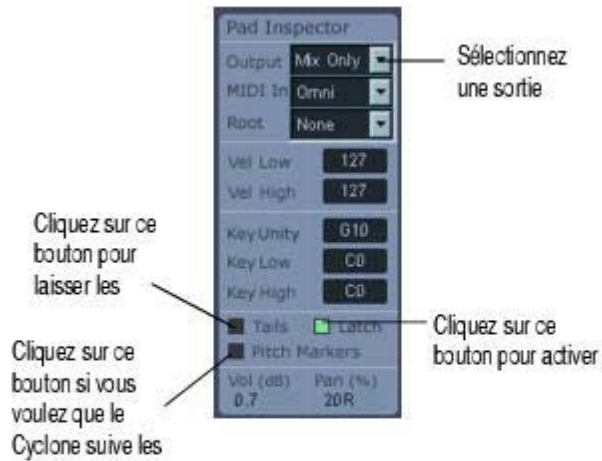 Pad Inspector
Output Mix Only
Sélectionnez
une sortie
MIDI In Omni
Root None
Vel Low 127
Vel High 127
Cliquez sur ce
bouton pour
laisser les
Key Unity G10
Key Low C0
Key High C0
Tails Latch
Cliquez sur ce
bouton pour activer
Pitch Markers
Cliquez sur ce
bouton si vous
voulez que le
Cyclone suive les
Vol (dB) Pan (%)
0.7 20R